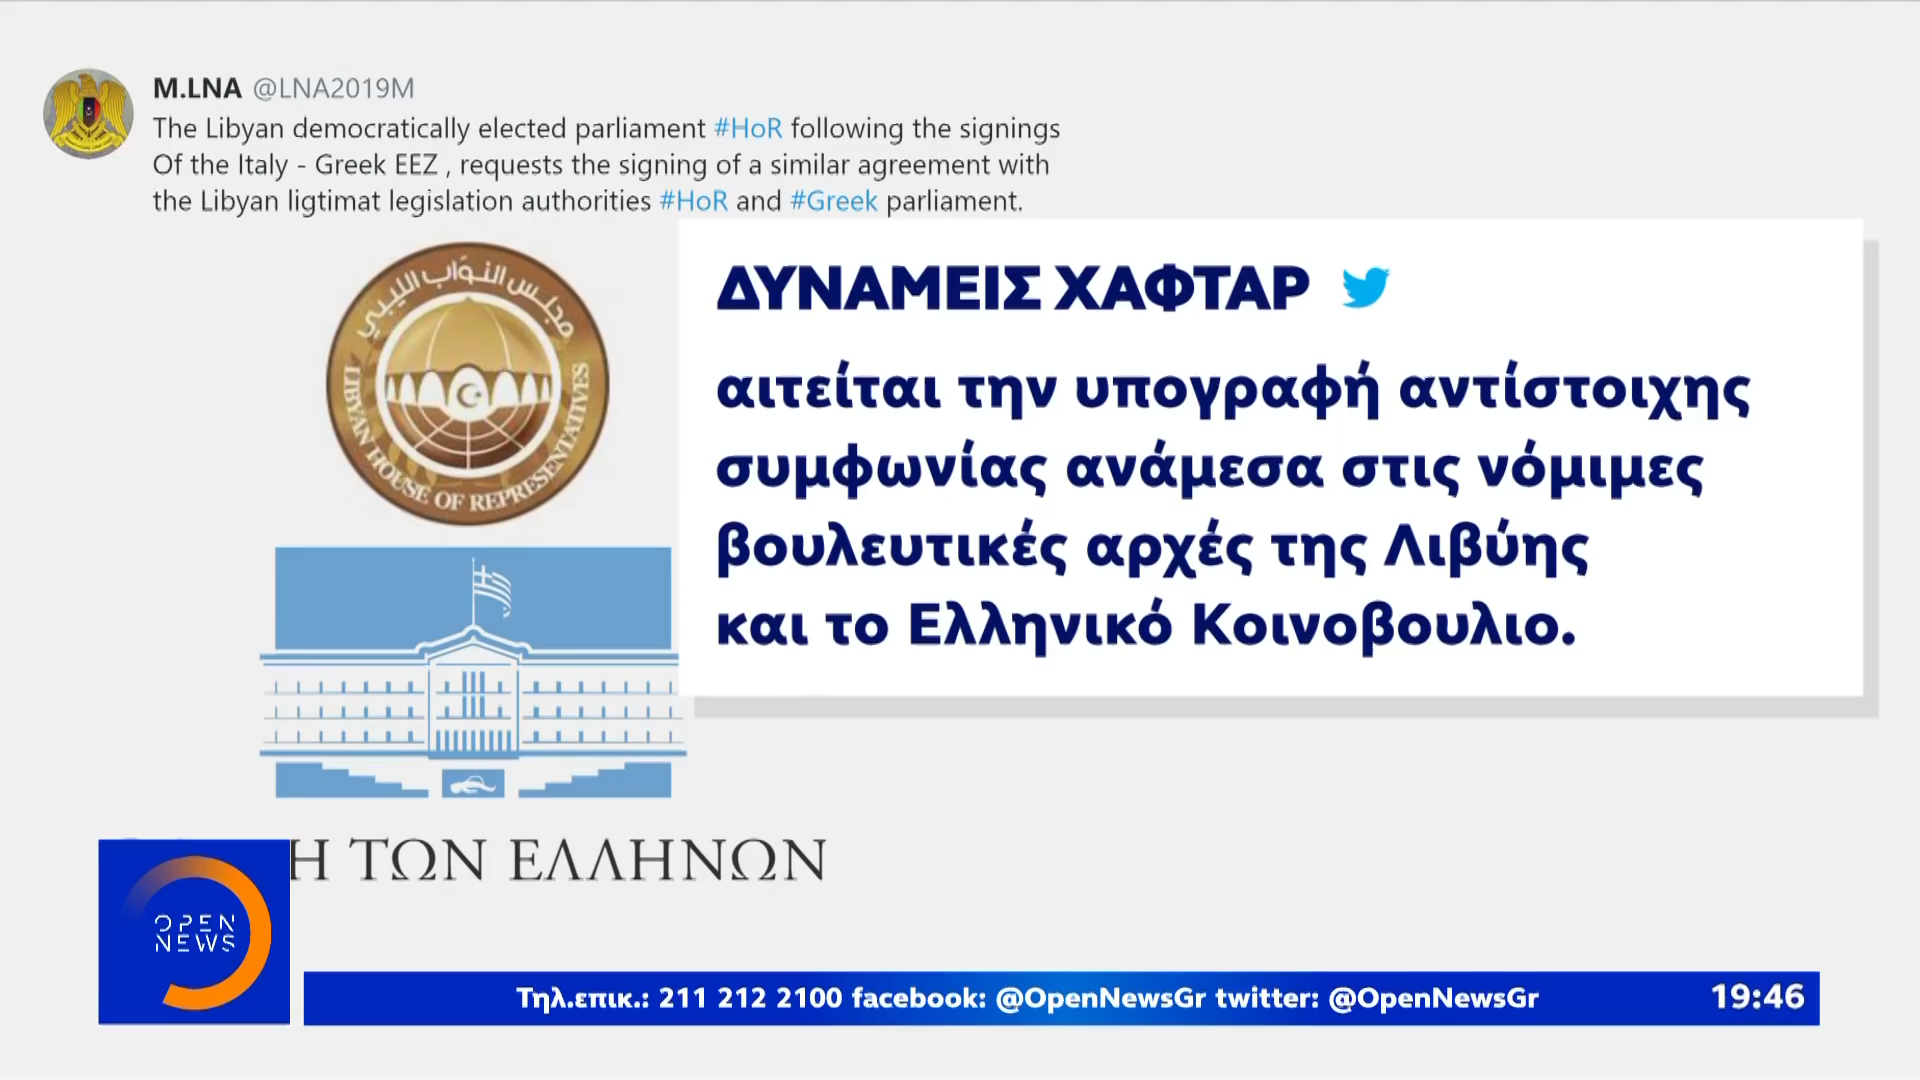 M.LNA @LNA2019M
The Libyan democratically elected parliament #HoR following the signings
Of the Italy - Greek EEZ , requests the signing of a similar agreement with
the Libyan ligtimat legislation authorities #HoR and #Greek parliament.
مجلس النواب الليبي
LIBYAN HOUSE OF REPRESENTATIVES
ΔΥΝΑΜΕΙΣ ΧΑΦΤΑΡ
αιτείται την υπογραφή αντίστοιχης
συμφωνίας ανάμεσα στις νόμιμες
βουλευτικές αρχές της Λιβύης
και το Ελληνικό Κοινοβουλιο.
Η ΤΩΝ ΕΛΛΗΝΩΝ
OPEN
NEWS
Τηλ.επικ.: 211 212 2100 facebook: @OpenNewsGr twitter: @OpenNewsGr
19:46